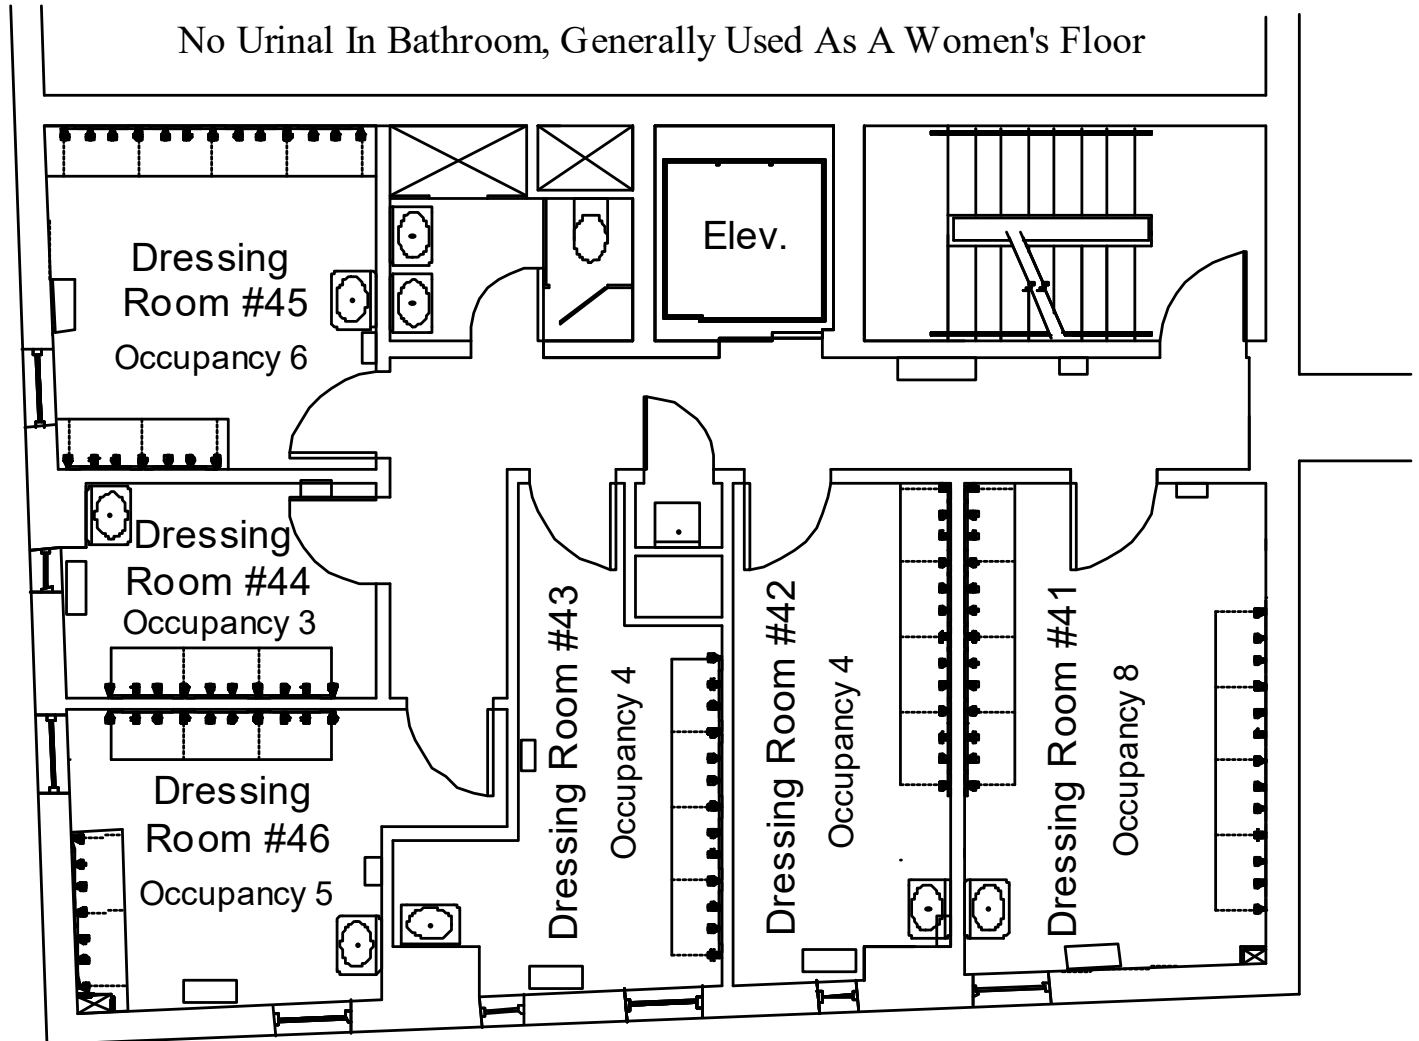 No Urinal In Bathroom, Generally Used As A Women's Floor
Elev.
Dressing
Room #45
Occupancy 6
Dressing
Room #44
Occupancy 3
Dressing
Room #46
Occupancy 5
Dressing Room #43
Occupancy 4
Dressing Room #42
Occupancy 4
Dressing Room #41
Occupancy 8